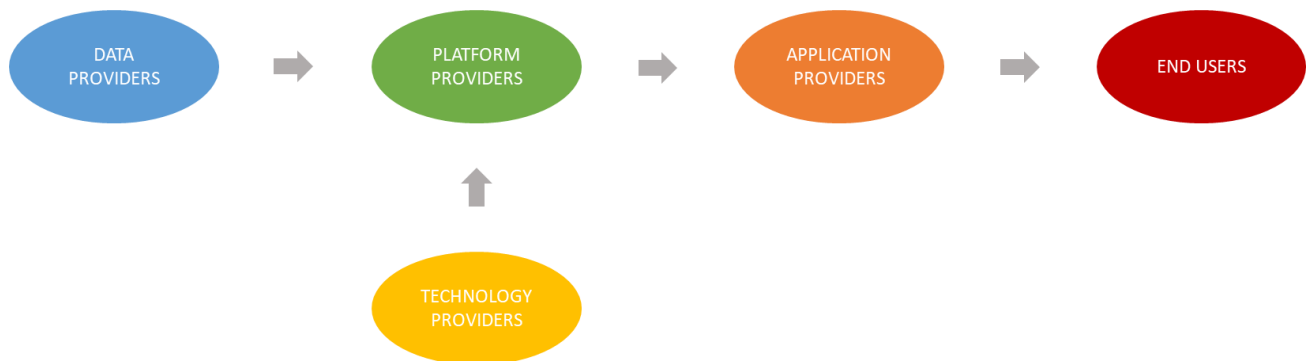 DATA
PROVIDERS
PLATFORM
PROVIDERS
APPLICATION
PROVIDERS
END USERS
TECHNOLOGY
PROVIDERS